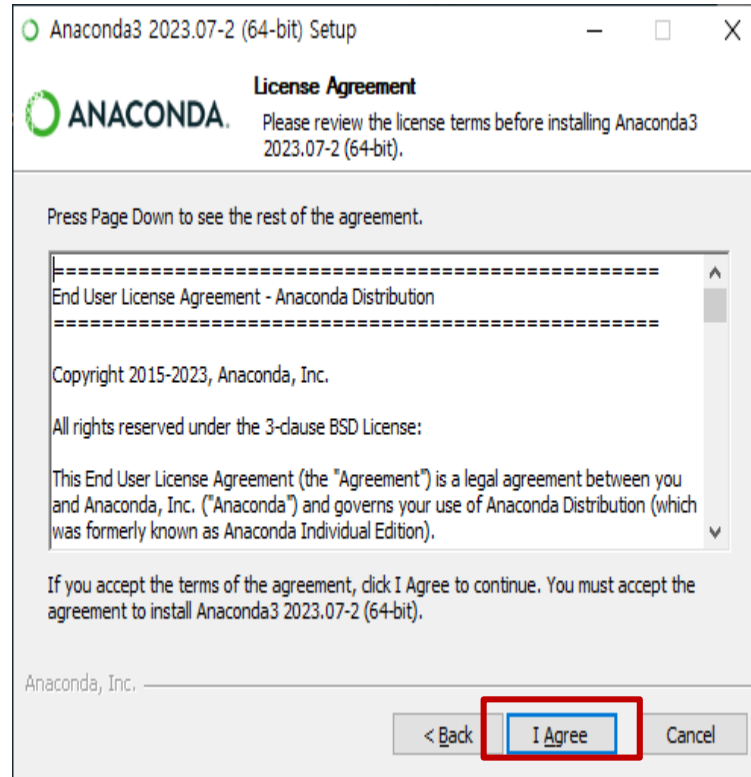 Anaconda3 2023.07-2 (64-bit) Setup
ANACONDA.
License Agreement
Please review the license terms before installing Anaconda3
2023.07-2 (64-bit).
Press Page Down to see the rest of the agreement.
==================================================
End User License Agreement - Anaconda Distribution
==================================================
Copyright 2015-2023, Anaconda, Inc.
All rights reserved under the 3-clause BSD License:
This End User License Agreement (the "Agreement") is a legal agreement between you
and Anaconda, Inc. ("Anaconda") and governs your use of Anaconda Distribution (which
was formerly known as Anaconda Individual Edition).
If you accept the terms of the agreement, click I Agree to continue. You must accept the
agreement to install Anaconda3 2023.07-2 (64-bit).
Anaconda, Inc.
< Back
I Agree
Cancel